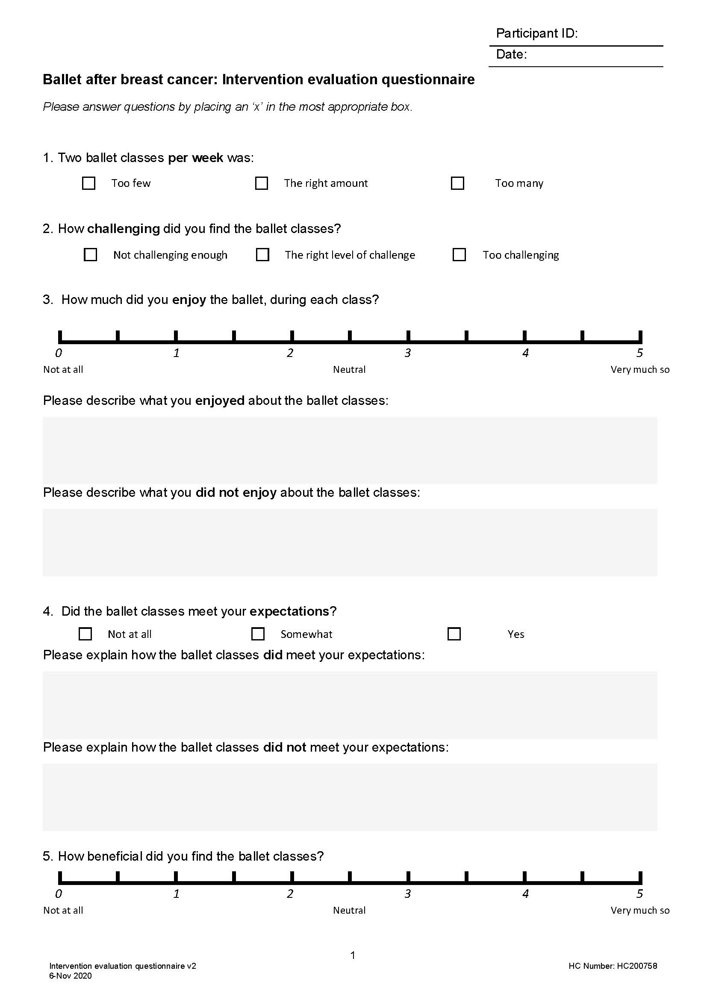 Participant ID:
Date:
Ballet after breast cancer: Intervention evaluation questionnaire
Please answer questions by placing an ‘x’ in the most appropriate box.
1. Two ballet classes per week was:
Too few The right amount Too many
2. How challenging did you find the ballet classes?
Not challenging enough The right level of challenge Too challenging
3. How much did you enjoy the ballet, during each class?
0 1 2 3 4 5
Not at all Neutral Very much so
Please describe what you enjoyed about the ballet classes:
Please describe what you did not enjoy about the ballet classes:
4. Did the ballet classes meet your expectations?
Not at all Somewhat Yes
Please explain how the ballet classes did meet your expectations:
Please explain how the ballet classes did not meet your expectations:
5. How beneficial did you find the ballet classes?
0 1 2 3 4 5
Not at all Neutral Very much so
1
Intervention evaluation questionnaire v2 HC Number: HC200758
6-Nov 2020